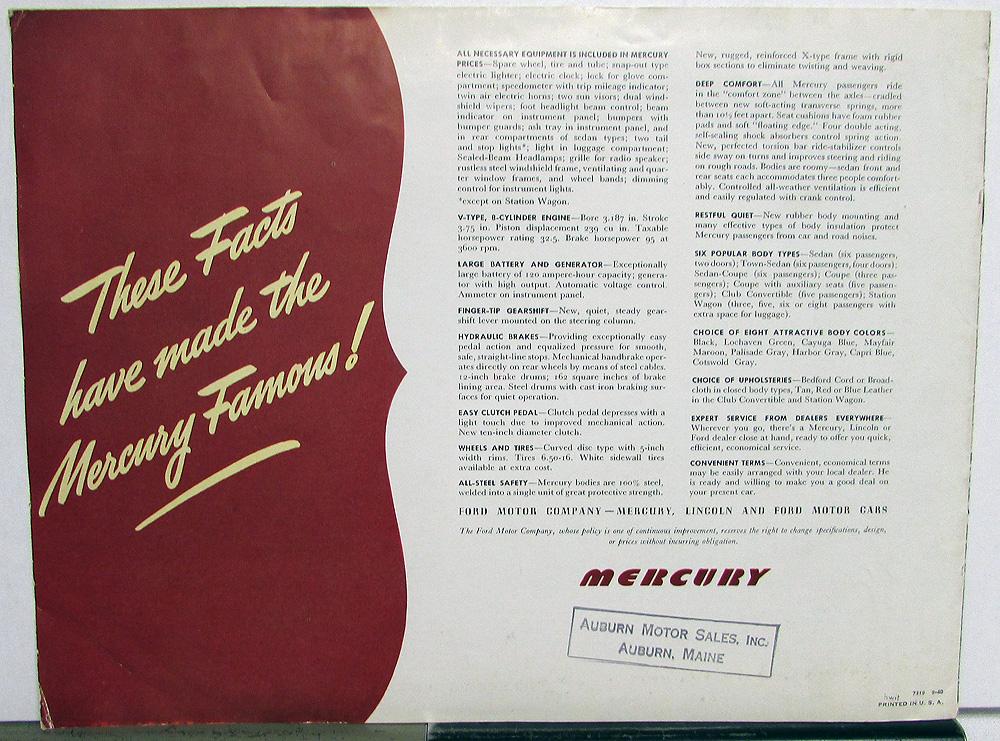 These Facts
have made the
Mercury Famous!
ALL NECESSARY EQUIPMENT IS INCLUDED IN MERCURY
PRICES—Spare wheel, tire and tube; snap-out type
electric lighter; electric clock; lock for glove com-
partment; speedometer with trip mileage indicator;
twin air electric horns; two sun visors; dual wind-
shield wipers; foot headlight beam control; beam
indicator on instrument panel; bumpers with
bumper guards; ash tray in instrument panel, and
in rear compartments of sedan types; two tail
and stop lights*; light in luggage compartment;
Sealed-Beam Headlamps; grille for radio speaker;
rustless steel windshield frame, ventilating and quar-
ter window frames, and wheel bands; dimming
control for instrument lights.
*except on Station Wagon.
V-TYPE, 8-CYLINDER ENGINE—Bore 3.187 in. Stroke
3.75 in. Piston displacement 239 cu in. Taxable
horsepower rating 32.5. Brake horsepower 95 at
3600 rpm.
LARGE BATTERY AND GENERATOR—Exceptionally
large battery of 120 ampere-hour capacity; genera-
tor with high output. Automatic voltage control.
Ammeter on instrument panel.
FINGER-TIP GEARSHIFT—New, quiet, steady gear-
shift lever mounted on the steering column.
HYDRAULIC BRAKES—Providing exceptionally easy
pedal action and equalized pressure for smooth,
safe, straight-line stops. Mechanical handbrake oper-
ates directly on rear wheels by means of steel cables.
12-inch brake drums; 162 square inches of brake
lining area. Steel drums with cast iron braking sur-
faces for quiet operation.
EASY CLUTCH PEDAL—Clutch pedal depresses with a
light touch due to improved mechanical action.
New ten-inch diameter clutch.
WHEELS AND TIRES—Curved disc type with 5-inch
width rims. Tires 6.50-16. White sidewall tires
available at extra cost.
ALL-STEEL SAFETY—Mercury bodies are 100% steel,
welded into a single unit of great protective strength.
New, rugged, reinforced X-type frame with rigid
box sections to eliminate twisting and weaving.
DEEP COMFORT—All Mercury passengers ride
in the "comfort zone" between the axles—cradled
between new soft-acting transverse springs, more
than 10½ feet apart. Seat cushions have foam rubber
pads and soft "floating edge." Four double acting,
self-sealing shock absorbers control spring action.
New, perfected torsion bar ride-stabilizer controls
side sway on turns and improves steering and riding
on rough roads. Bodies are roomy—sedan front and
rear seats each accommodates three people comfort-
ably. Controlled all-weather ventilation is efficient
and easily regulated with crank control.
RESTFUL QUIET—New rubber body mounting and
many effective types of body insulation protect
Mercury passengers from car and road noises.
SIX POPULAR BODY TYPES—Sedan (six passengers,
two doors); Town-Sedan (six passengers, four doors);
Sedan-Coupe (six passengers); Coupe (three pas-
sengers); Coupe with auxiliary seats (five passen-
gers); Club Convertible (five passengers); Station
Wagon (three, five, six or eight passengers with
extra space for luggage).
CHOICE OF EIGHT ATTRACTIVE BODY COLORS—
Black, Lochaven Green, Cayuga Blue, Mayfair
Maroon, Palisade Gray, Harbor Gray, Capri Blue,
Cotswold Gray.
CHOICE OF UPHOLSTERIES—Bedford Cord or Broad-
cloth in closed body types, Tan, Red or Blue Leather
in the Club Convertible and Station Wagon.
EXPERT SERVICE FROM DEALERS EVERYWHERE—
Wherever you go, there's a Mercury, Lincoln or
Ford dealer close at hand, ready to offer you quick,
efficient, economical service.
CONVENIENT TERMS—Convenient, economical terms
may be easily arranged with your local dealer. He
is ready and willing to make you a good deal on
your present car.
FORD MOTOR COMPANY—MERCURY, LINCOLN AND FORD MOTOR CARS
The Ford Motor Company, whose policy is one of continuous improvement, reserves the right to change specifications, design,
or prices without incurring obligation.
MERCURY
AUBURN MOTOR SALES, INC.
AUBURN, MAINE
7319 9-40
PRINTED IN U. S. A.